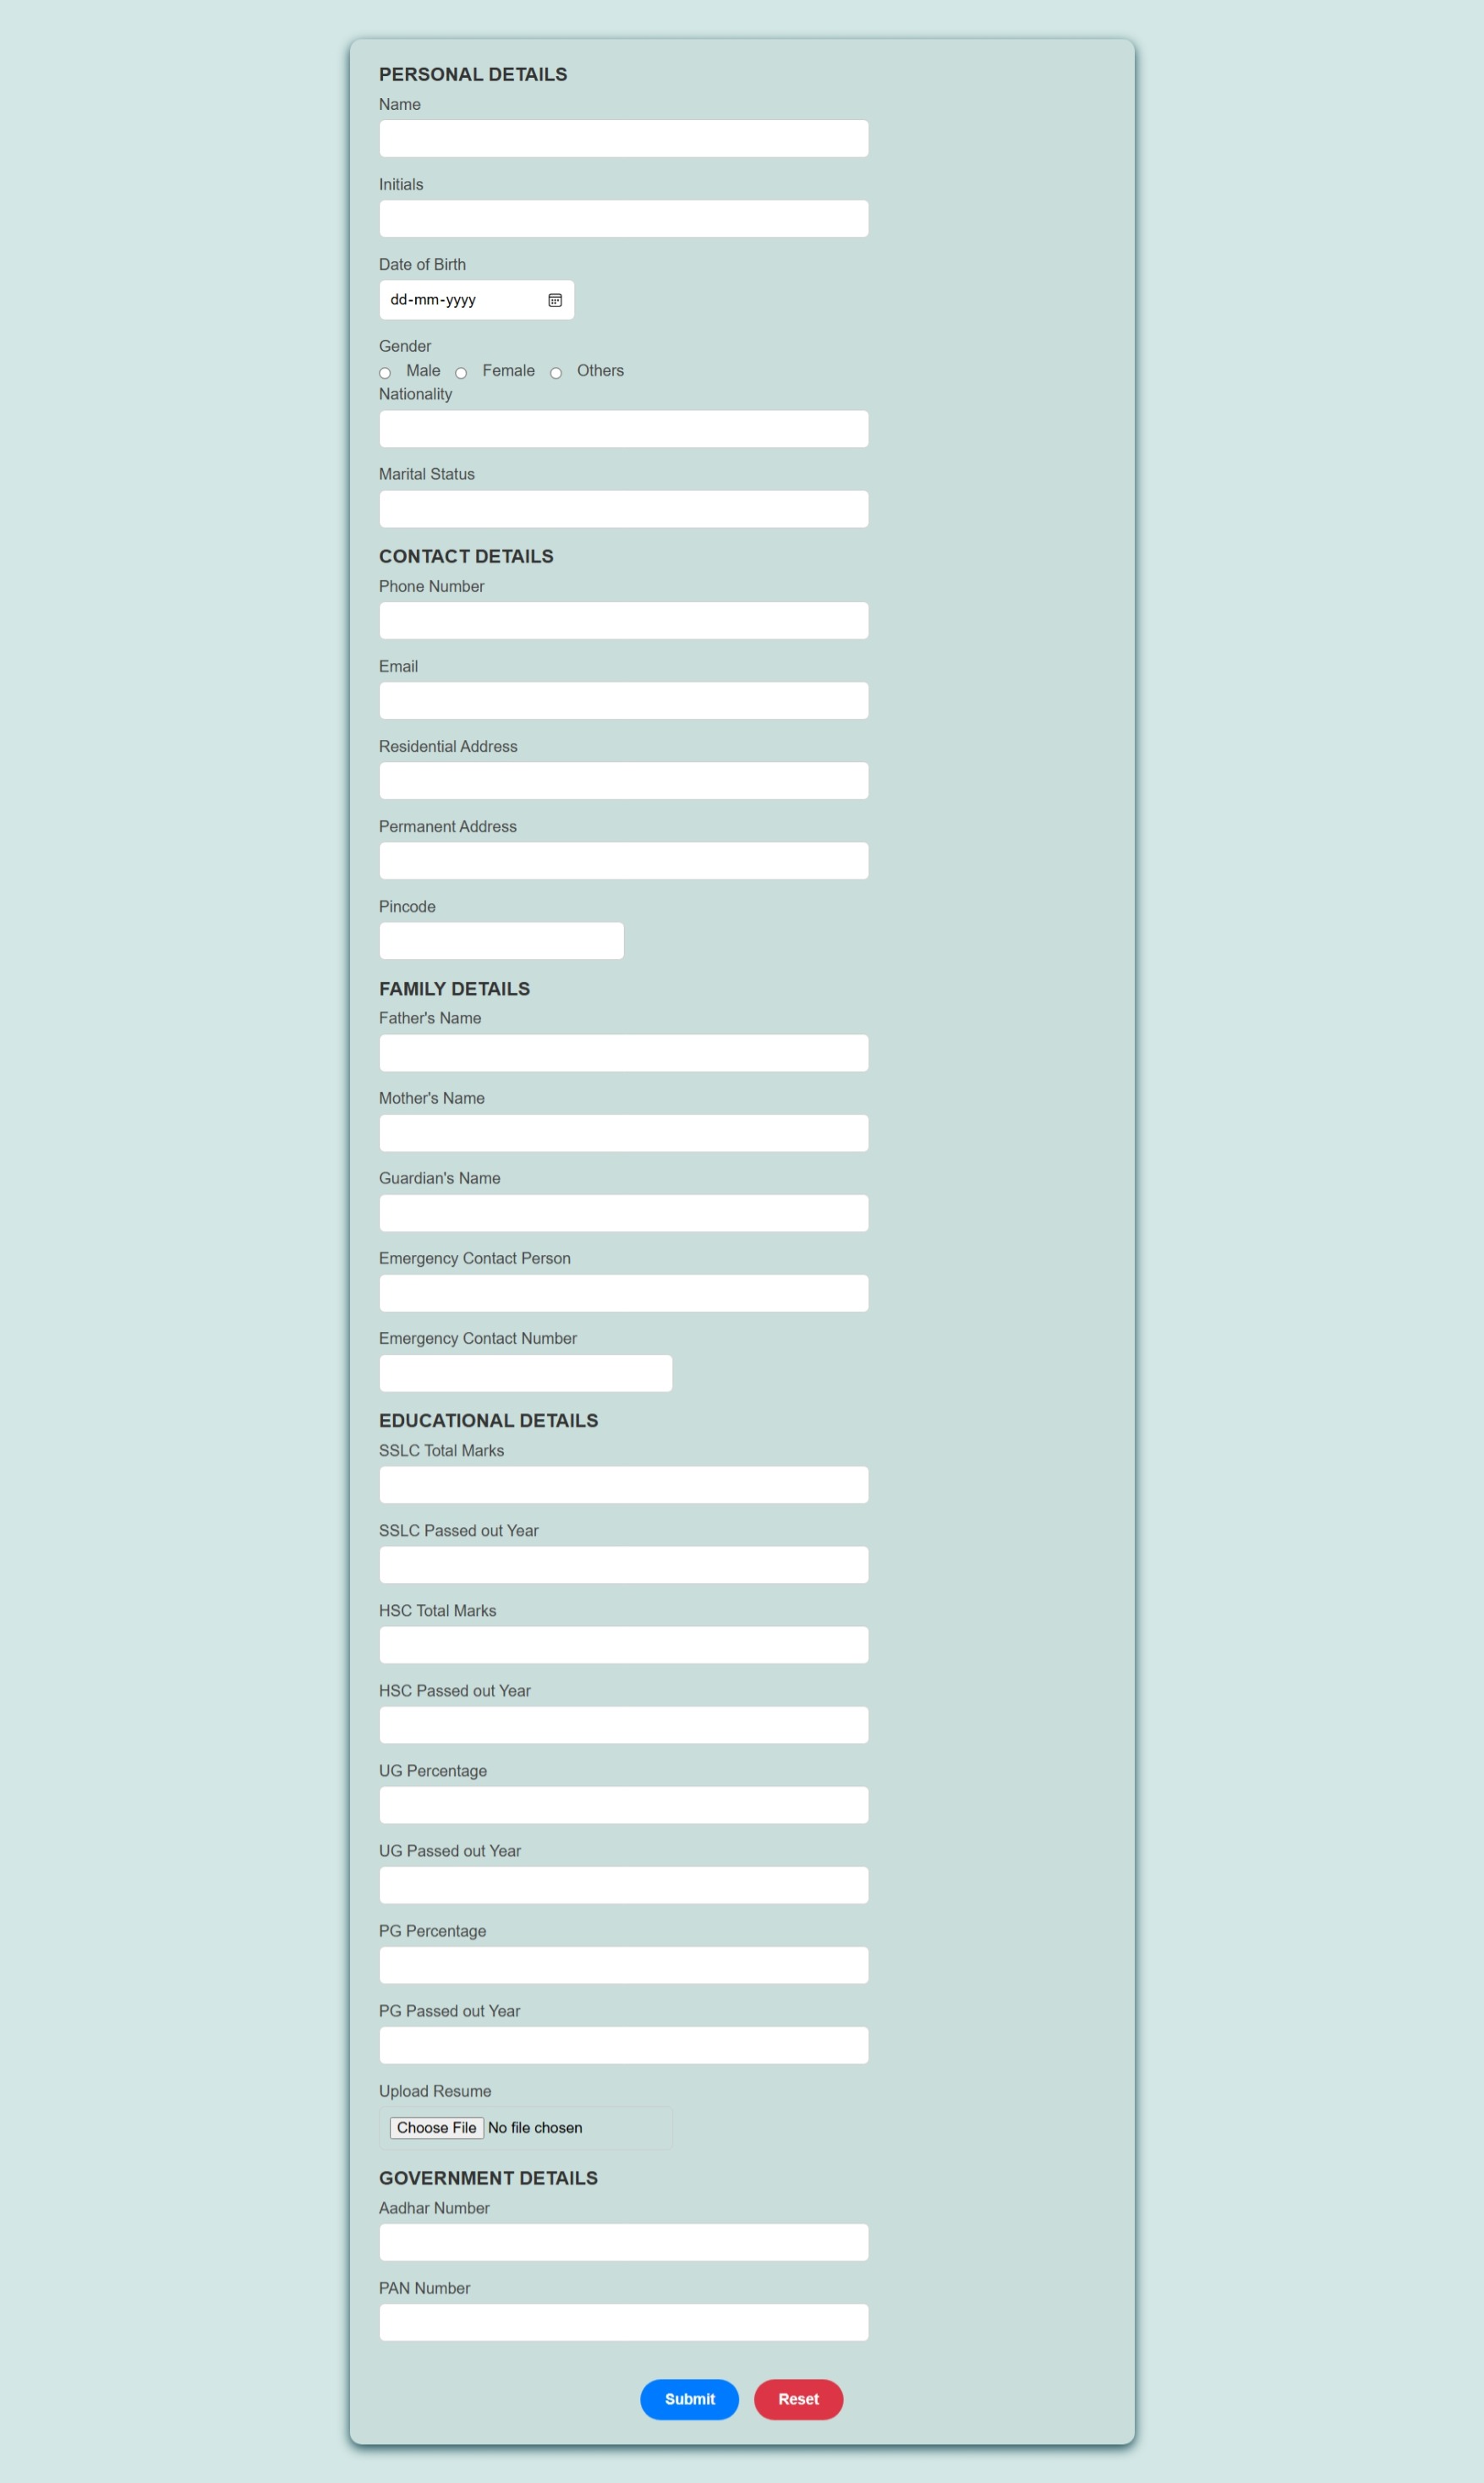 PERSONAL DETAILS
Name
Initials
Date of Birth
dd-mm-yyyy
Gender
Male Female Others
Nationality
Marital Status
CONTACT DETAILS
Phone Number
Email
Residential Address
Permanent Address
Pincode
FAMILY DETAILS
Father's Name
Mother's Name
Guardian's Name
Emergency Contact Person
Emergency Contact Number
EDUCATIONAL DETAILS
SSLC Total Marks
SSLC Passed out Year
HSC Total Marks
HSC Passed out Year
UG Percentage
UG Passed out Year
PG Percentage
PG Passed out Year
Upload Resume
Choose File No file chosen
GOVERNMENT DETAILS
Aadhar Number
PAN Number
Submit Reset